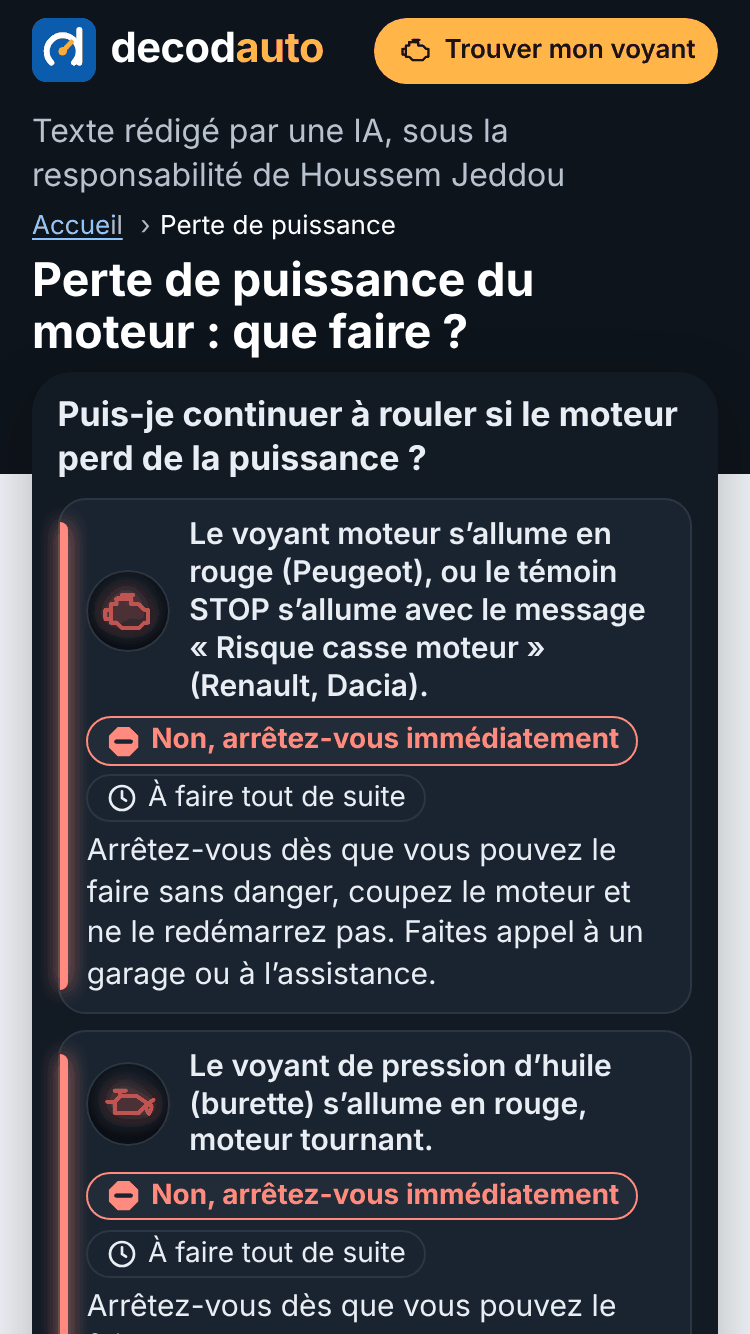 decodauto
Trouver mon voyant
Texte rédigé par une IA, sous la
responsabilité de Houssem Jeddou
Accueil › Perte de puissance
Perte de puissance du
moteur : que faire ?
Puis-je continuer à rouler si le moteur
perd de la puissance ?
Le voyant moteur s’allume en
rouge (Peugeot), ou le témoin
STOP s’allume avec le message
« Risque casse moteur »
(Renault, Dacia).
Non, arrêtez-vous immédiatement
À faire tout de suite
Arrêtez-vous dès que vous pouvez le
faire sans danger, coupez le moteur et
ne le redémarrez pas. Faites appel à un
garage ou à l’assistance.
Le voyant de pression d’huile
(burette) s’allume en rouge,
moteur tournant.
Non, arrêtez-vous immédiatement
À faire tout de suite
Arrêtez-vous dès que vous pouvez le